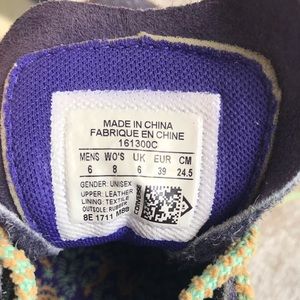 MADE IN CHINA
FABRIQUE EN CHINE
161300C
MENS WO'S UK EUR CM
6 8 6 39 24.5
GENDER: UNISEX
UPPER: LEATHER
LINING: TEXTILE
OUTSOLE: RUBBER
8E 1711 MBB